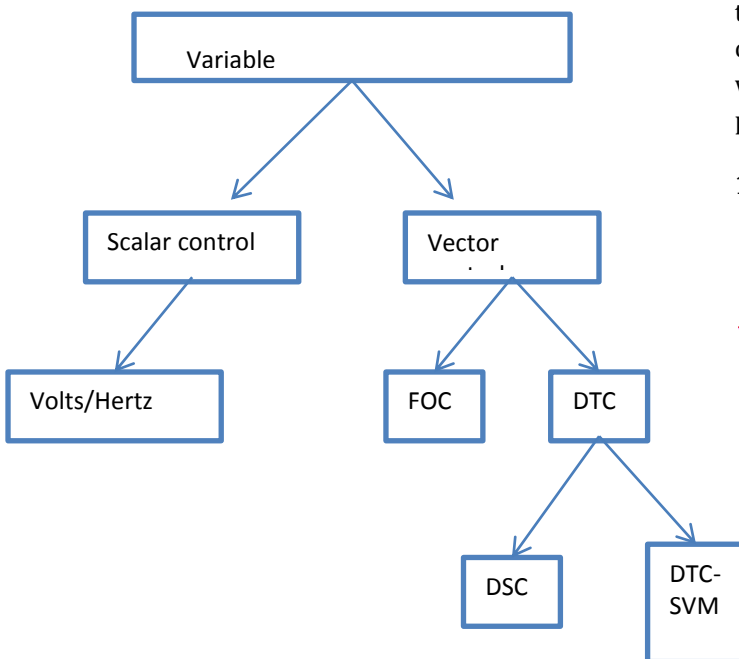 Variable
Scalar control
Vector
Volts/Hertz
FOC
DTC
DSC
DTC-
SVM